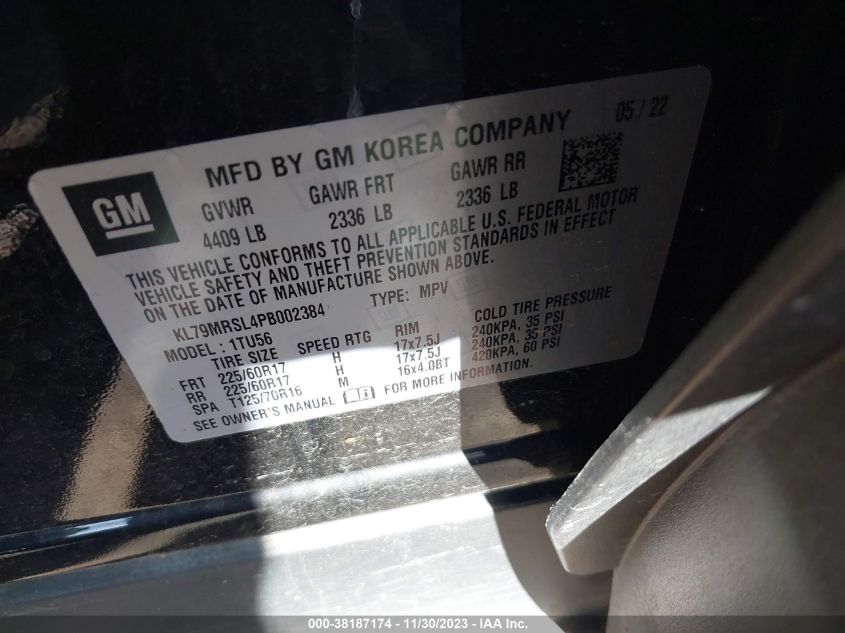 GM
MFD BY GM KOREA COMPANY 05 / 22
GVWR GAWR FRT GAWR RR
4409 LB 2336 LB 2336 LB
THIS VEHICLE CONFORMS TO ALL APPLICABLE U.S. FEDERAL MOTOR
VEHICLE SAFETY AND THEFT PREVENTION STANDARDS IN EFFECT
ON THE DATE OF MANUFACTURE SHOWN ABOVE.
KL79MRSL4PB002384 TYPE: MPV
MODEL: 1TU56
TIRE SIZE SPEED RTG RIM COLD TIRE PRESSURE
FRT 225/60R17 H 17x7.5J 240KPA, 35 PSI
RR 225/60R17 H 17x7.5J 240KPA, 35 PSI
SPA T125/70R16 M 16x4.0BT 420KPA, 60 PSI
SEE OWNER'S MANUAL FOR MORE INFORMATION.
000-38187174 - 11/30/2023 - IAA Inc.